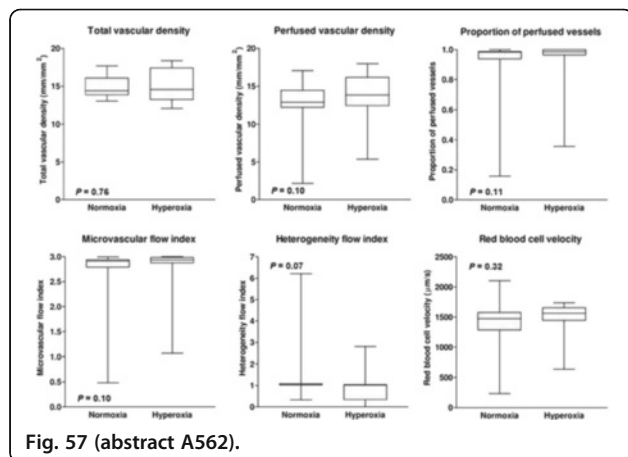 Total vascular density
Total vascular density (mm/mm²)
20
15
10
5
0
P = 0.76
Normoxia Hyperoxia
Perfused vascular density
Perfused vascular density (mm/mm²)
20
15
10
5
0
P = 0.10
Normoxia Hyperoxia
Proportion of perfused vessels
Proportion of perfused vessels
1.0
0.8
0.6
0.4
0.2
0.0
P = 0.11
Normoxia Hyperoxia
Microvascular flow index
Microvascular flow index
3.0
2.5
2.0
1.5
1.0
0.5
0.0
P = 0.10
Normoxia Hyperoxia
Heterogeneity flow index
Heterogeneity flow index
7
6
5
4
3
2
1
0
P = 0.07
Normoxia Hyperoxia
Red blood cell velocity
Red blood cell velocity (μm/s)
2500
2000
1500
1000
500
0
P = 0.32
Normoxia Hyperoxia
Fig. 57 (abstract A562).